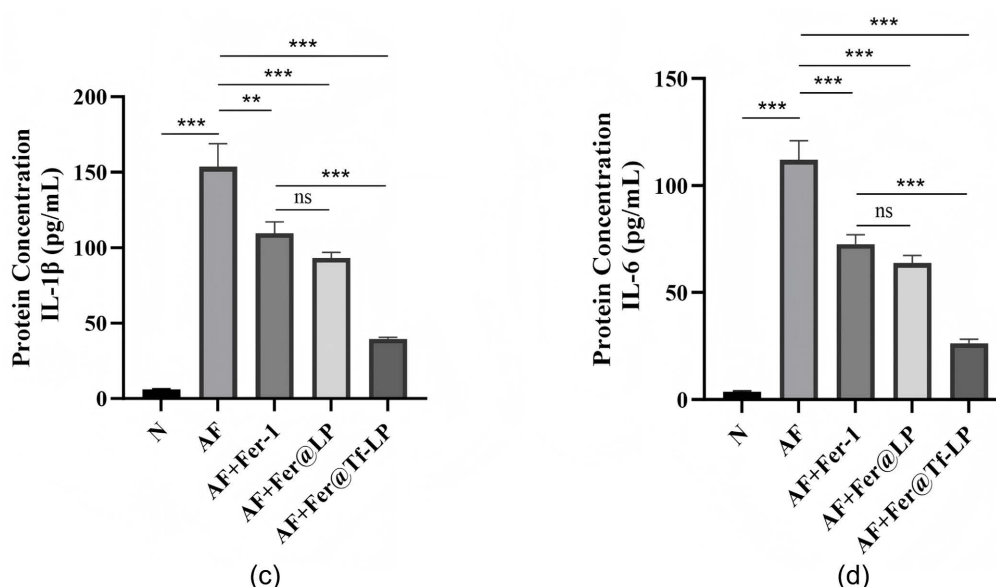 Protein Concentration
IL-1β (pg/mL)
200
150
100
50
0
***
***
**
***
***
ns
N
AF
AF+Fer-1
AF+Fer@LP
AF+Fer@Tf-LP
(c)
Protein Concentration
IL-6 (pg/mL)
150
100
50
0
***
***
***
***
***
ns
N
AF
AF+Fer-1
AF+Fer@LP
AF+Fer@Tf-LP
(d)